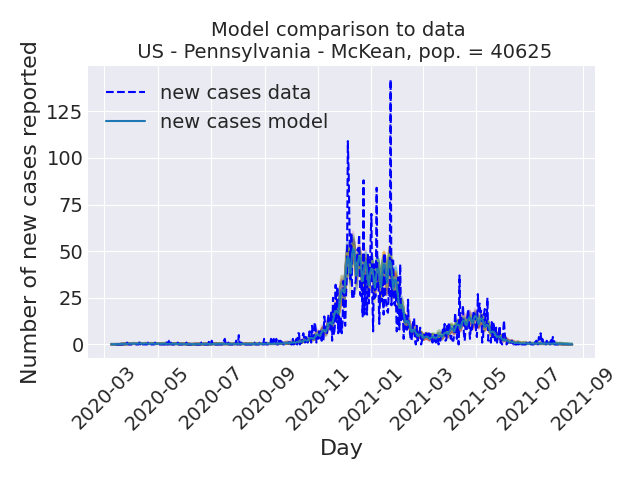 Model comparison to data
US - Pennsylvania - McKean, pop. = 40625
Number of new cases reported
new cases data
new cases model
125
100
75
50
25
0
2020-03
2020-05
2020-07
2020-09
2020-11
2021-01
2021-03
2021-05
2021-07
2021-09
Day